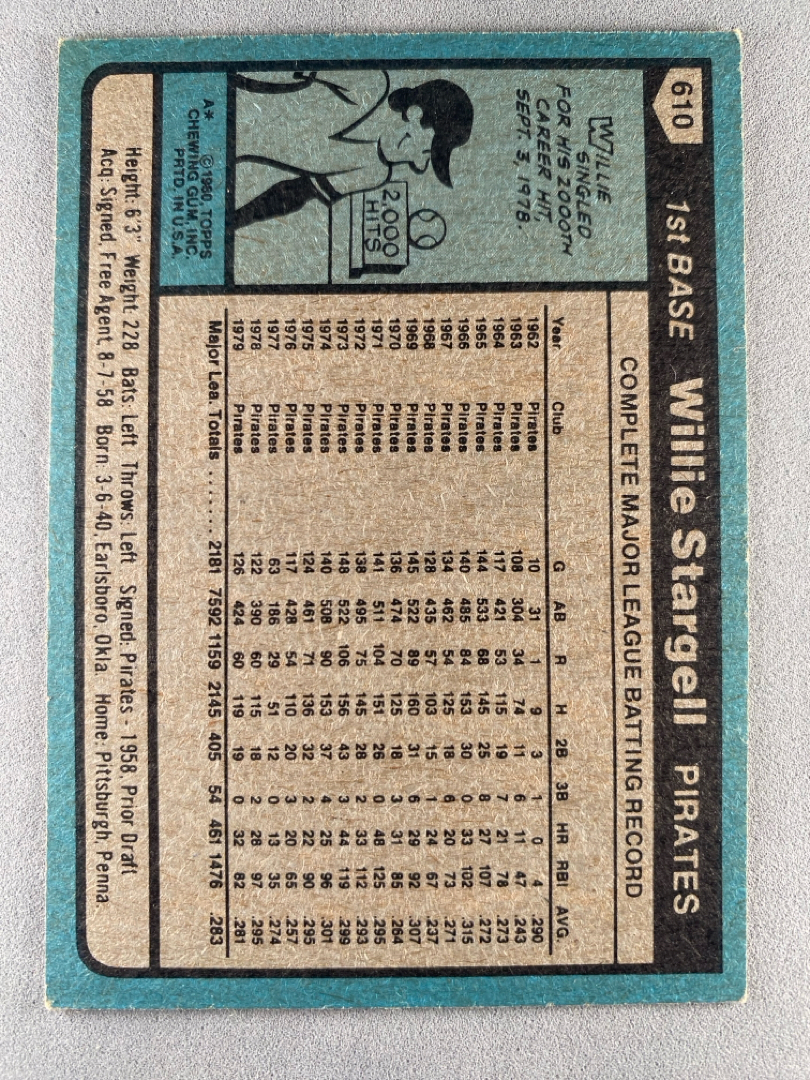 610 1st BASE Willie Stargell PIRATES
WILLIE
SINGLED
FOR HIS 2000TH
CAREER HIT,
SEPT. 3, 1978.
2,000
HITS
A* ©1980, TOPPS
CHEWING GUM, INC.
PRTD. IN U.S.A.
COMPLETE MAJOR LEAGUE BATTING RECORD
Year Club G AB R H 2B 3B HR RBI AVG.
1962 Pirates 10 31 1 9 3 1 0 4 .290
1963 Pirates 108 304 34 74 11 6 11 47 .243
1964 Pirates 117 421 53 115 19 7 21 78 .273
1965 Pirates 144 533 68 145 25 8 27 107 .272
1966 Pirates 140 485 84 153 30 0 33 102 .315
1967 Pirates 134 462 54 125 18 6 20 73 .271
1968 Pirates 128 435 57 103 15 1 24 67 .237
1969 Pirates 145 522 89 160 31 6 29 92 .307
1970 Pirates 136 474 70 125 18 3 31 85 .264
1971 Pirates 141 511 104 151 26 0 48 125 .295
1972 Pirates 138 495 75 145 28 2 33 112 .293
1973 Pirates 148 522 106 156 43 3 44 119 .299
1974 Pirates 140 508 90 153 37 4 25 96 .301
1975 Pirates 124 461 71 136 32 2 22 90 .295
1976 Pirates 117 428 54 110 20 3 20 65 .257
1977 Pirates 63 186 29 51 12 0 13 35 .274
1978 Pirates 122 390 60 115 18 2 28 97 .295
1979 Pirates 126 424 60 119 19 0 32 82 .281
Major Lea. Totals ........ 2181 7592 1159 2145 405 54 461 1476 .283
Height: 6'3" Weight: 228 Bats: Left Throws: Left Signed: Pirates - 1958, Prior Draft
Acq: Signed, Free Agent, 8-7-58 Born: 3-6-40, Earlsboro, Okla. Home: Pittsburgh, Penna.